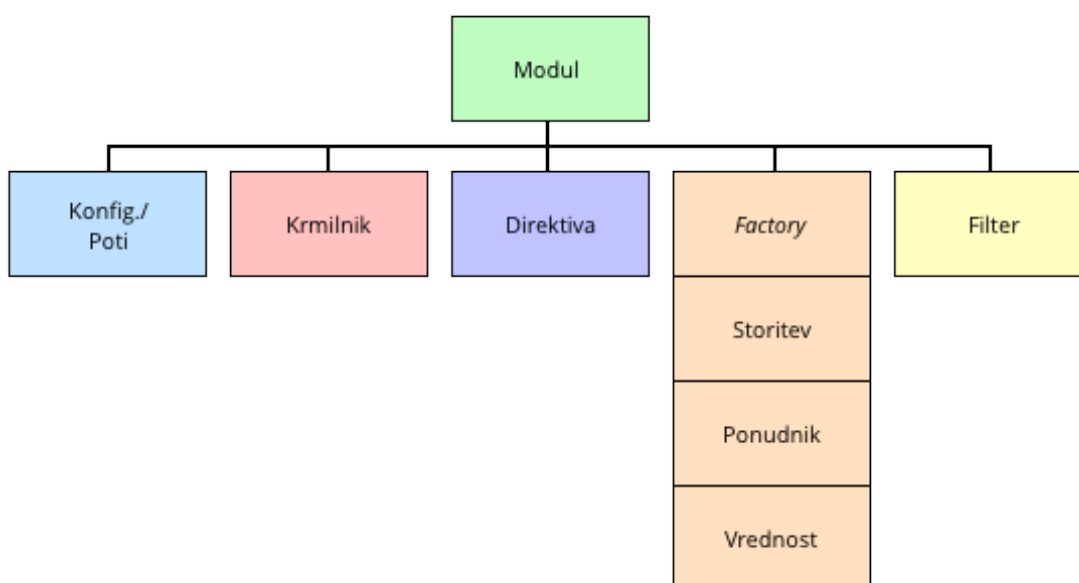 Modul
Konfig./
Poti
Krmilnik
Direktiva
Factory
Filter
Storitev
Ponudnik
Vrednost